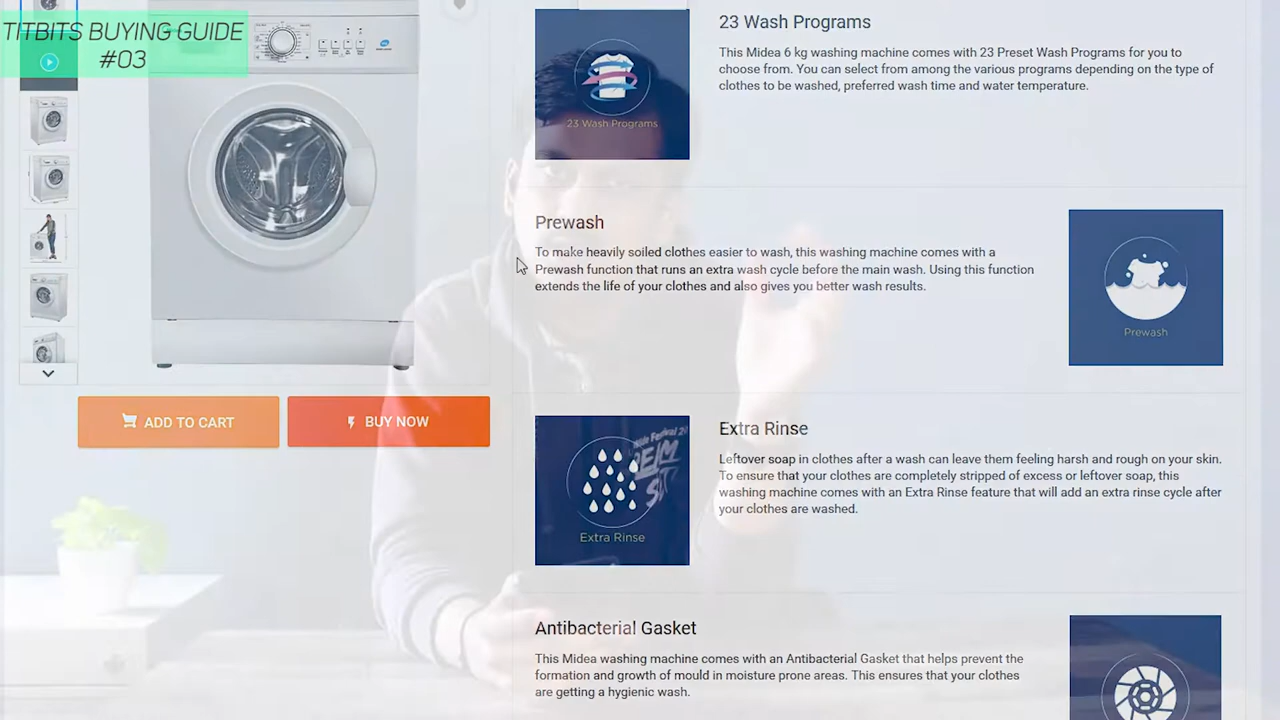 TITBITS BUYING GUIDE
#03
ADD TO CART
BUY NOW
23 Wash Programs
23 Wash Programs
This Midea 6 kg washing machine comes with 23 Preset Wash Programs for you to
choose from. You can select from among the various programs depending on the type of
clothes to be washed, preferred wash time and water temperature.
Prewash
To make heavily soiled clothes easier to wash, this washing machine comes with a
Prewash function that runs an extra wash cycle before the main wash. Using this function
extends the life of your clothes and also gives you better wash results.
Prewash
Extra Rinse
Extra Rinse
Leftover soap in clothes after a wash can leave them feeling harsh and rough on your skin.
To ensure that your clothes are completely stripped of excess or leftover soap, this
washing machine comes with an Extra Rinse feature that will add an extra rinse cycle after
your clothes are washed.
Antibacterial Gasket
This Midea washing machine comes with an Antibacterial Gasket that helps prevent the
formation and growth of mould in moisture prone areas. This ensures that your clothes
are getting a hygienic wash.